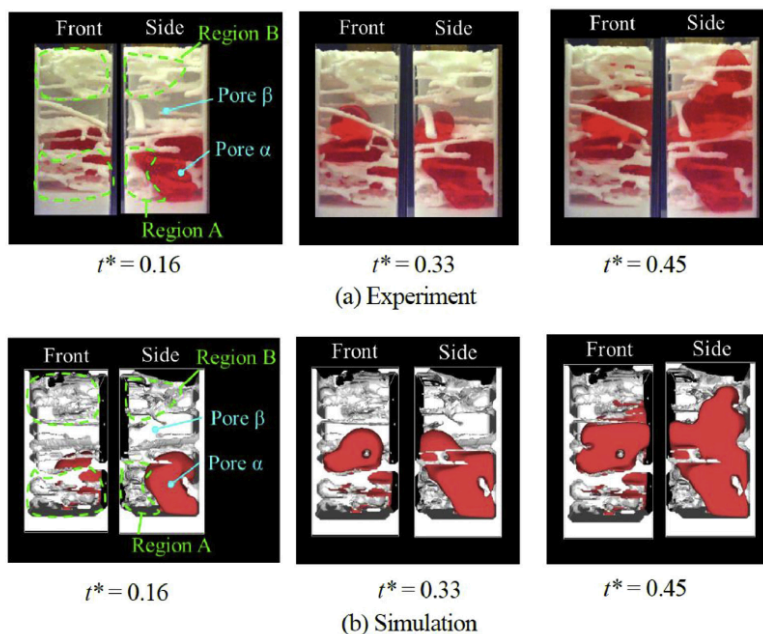 Front Side Region B Front Side Front Side
Pore β
Pore α
Region A
t* = 0.16 t* = 0.33 t* = 0.45
(a) Experiment
Front Side Region B Front Side Front Side
Pore β
Pore α
Region A
t* = 0.16 t* = 0.33 t* = 0.45
(b) Simulation